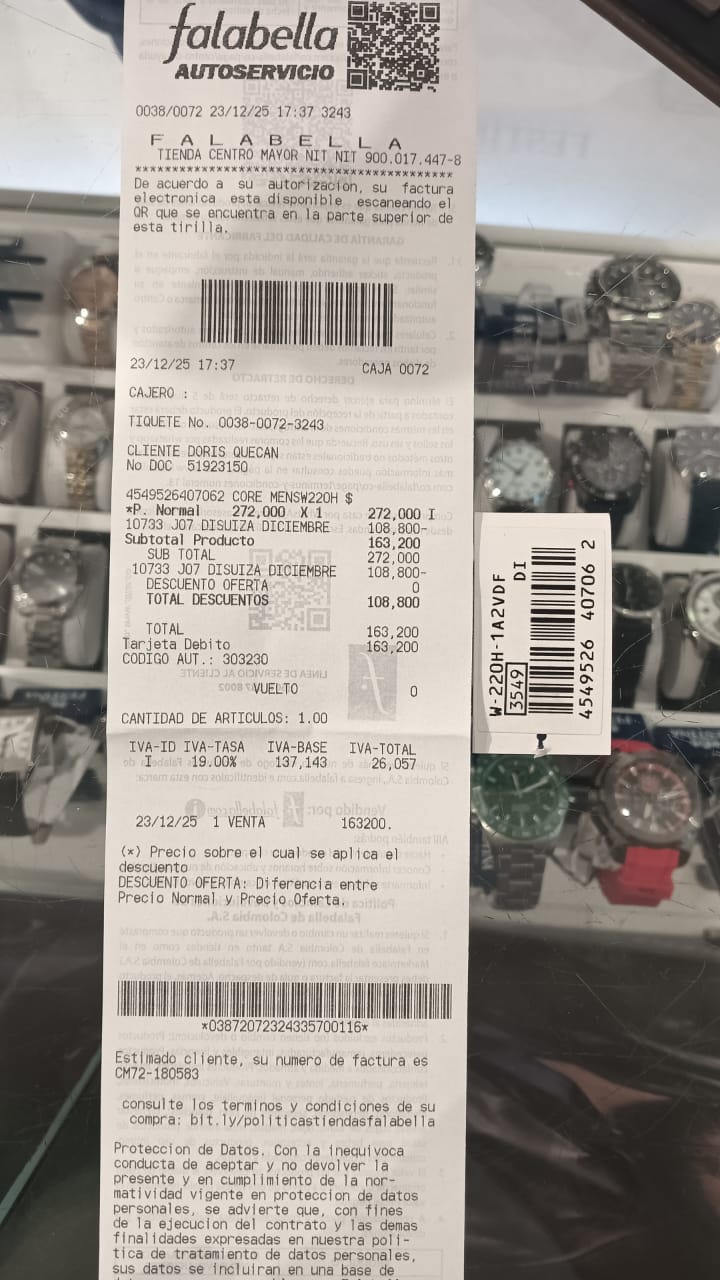 falabella
AUTOSERVICIO
0038/0072 23/12/25 17:37 3243
F A L A B E L L A
TIENDA CENTRO MAYOR NIT NIT 900.017.447-8
******************************************
De acuerdo a su autorizacion, su factura
electronica esta disponible escaneando el
QR que se encuentra en la parte superior de
esta tirilla.
23/12/25 17:37 CAJA 0072
CAJERO :
TIQUETE No. 0038-0072-3243
CLIENTE DORIS QUECAN
No DOC 51923150
4549526407062 CORE MENSW220H $
*P. Normal 272,000 X 1 272,000 I
10733 J07 DISUIZA DICIEMBRE 108,800-
Subtotal Producto 163,200
SUB TOTAL 272,000
10733 J07 DISUIZA DICIEMBRE 108,800-
DESCUENTO OFERTA 0
TOTAL DESCUENTOS 108,800
TOTAL 163,200
Tarjeta Debito 163,200
CODIGO AUT.: 303230
VUELTO 0
CANTIDAD DE ARTICULOS: 1.00
IVA-ID IVA-TASA IVA-BASE IVA-TOTAL
I 19.00% 137,143 26,057
23/12/25 1 VENTA 163200.
(*) Precio sobre el cual se aplica el
descuento
DESCUENTO OFERTA: Diferencia entre
Precio Normal y Precio Oferta.
*03872072324335700116*
Estimado cliente, su numero de factura es
CM72-180583
consulte los terminos y condiciones de su
compra: bit.ly/politicastiendasfalabella
Proteccion de Datos. Con la inequivoca
conducta de aceptar y no devolver la
presente y en cumplimiento de la nor-
matividad vigente en proteccion de datos
personales, se advierte que, con fines
de la ejecucion del contrato y las demas
finalidades expresadas en nuestra poli-
tica de tratamiento de datos personales,
sus datos se incluiran en una base de
W-220H-1A2VDF
DI
3549
4549526 40706 2